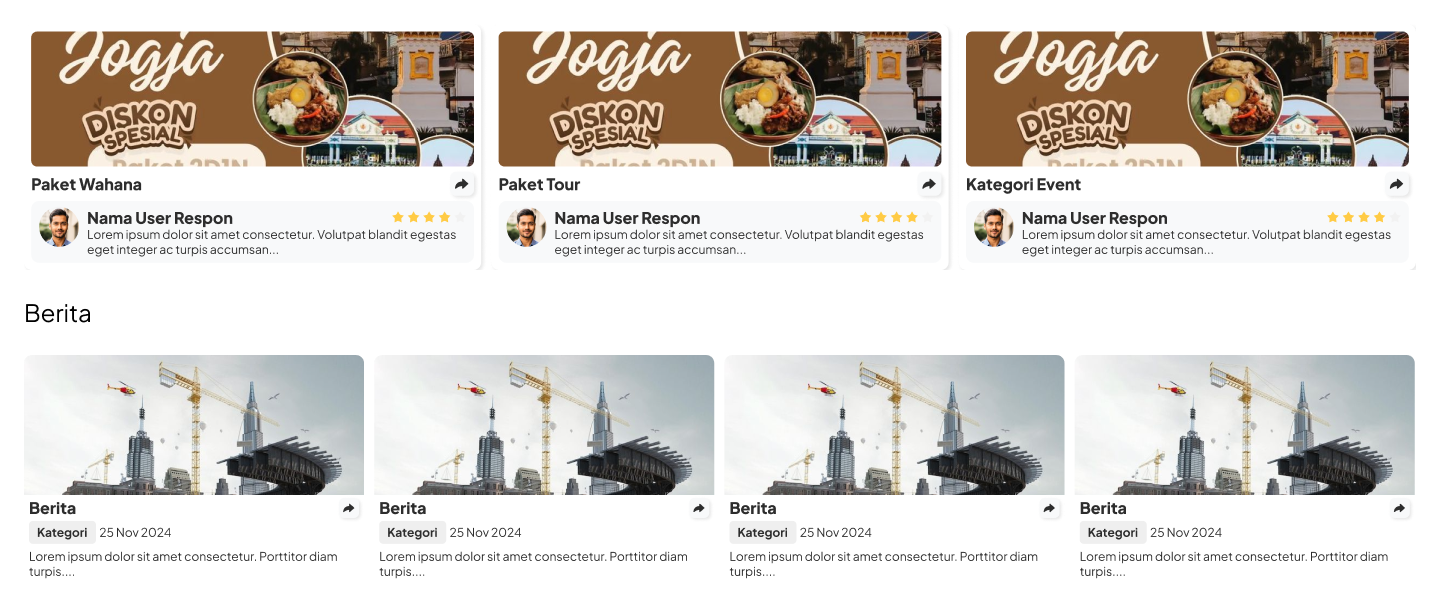 Jogja
DISKON
SPESIAL
Paket 2D1N
Paket Wahana
Nama User Respon
Lorem ipsum dolor sit amet consectetur. Volutpat blandit egestas
eget integer ac turpis accumsan...
Jogja
DISKON
SPESIAL
Paket 2D1N
Paket Tour
Nama User Respon
Lorem ipsum dolor sit amet consectetur. Volutpat blandit egestas
eget integer ac turpis accumsan...
Jogja
DISKON
SPESIAL
Paket 2D1N
Kategori Event
Nama User Respon
Lorem ipsum dolor sit amet consectetur. Volutpat blandit egestas
eget integer ac turpis accumsan...
Berita
Berita
Kategori 25 Nov 2024
Lorem ipsum dolor sit amet consectetur. Porttitor diam
turpis....
Berita
Kategori 25 Nov 2024
Lorem ipsum dolor sit amet consectetur. Porttitor diam
turpis....
Berita
Kategori 25 Nov 2024
Lorem ipsum dolor sit amet consectetur. Porttitor diam
turpis....
Berita
Kategori 25 Nov 2024
Lorem ipsum dolor sit amet consectetur. Porttitor diam
turpis....